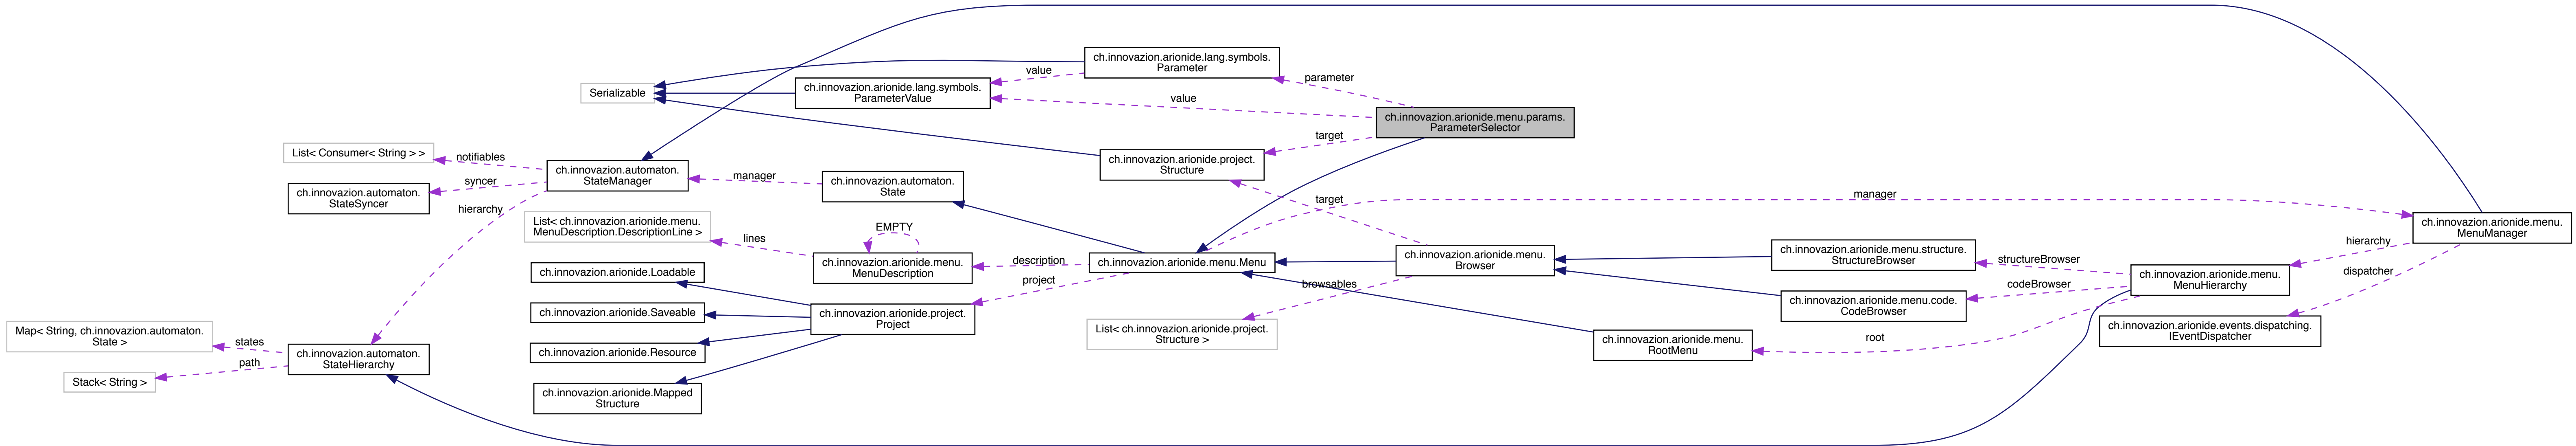 ch.innovazion.arionide.lang.symbols.
Parameter
value
parameter
Serializable
ch.innovazion.arionide.lang.symbols.
ParameterValue
value
ch.innovazion.arionide.menu.params.
ParameterSelector
target
List< Consumer< String > >
notifiables
ch.innovazion.automaton.
StateManager
ch.innovazion.arionide.project.
Structure
syncer
manager
ch.innovazion.automaton.
StateSyncer
ch.innovazion.automaton.
State
manager
hierarchy
target
List< ch.innovazion.arionide.menu.
MenuDescription.DescriptionLine >
lines
EMPTY
ch.innovazion.arionide.menu.
MenuManager
ch.innovazion.arionide.menu.
MenuDescription
description
ch.innovazion.arionide.menu.Menu
ch.innovazion.arionide.menu.
Browser
ch.innovazion.arionide.menu.structure.
StructureBrowser
structureBrowser
hierarchy
ch.innovazion.arionide.Loadable
project
browsables
codeBrowser
ch.innovazion.arionide.menu.
MenuHierarchy
dispatcher
ch.innovazion.arionide.Saveable
ch.innovazion.arionide.project.
Project
ch.innovazion.arionide.menu.code.
CodeBrowser
Map< String, ch.innovazion.automaton.
State >
states
List< ch.innovazion.arionide.project.
Structure >
ch.innovazion.arionide.menu.
RootMenu
root
ch.innovazion.arionide.events.dispatching.
IEventDispatcher
ch.innovazion.automaton.
StateHierarchy
ch.innovazion.arionide.Resource
path
Stack< String >
ch.innovazion.arionide.Mapped
Structure